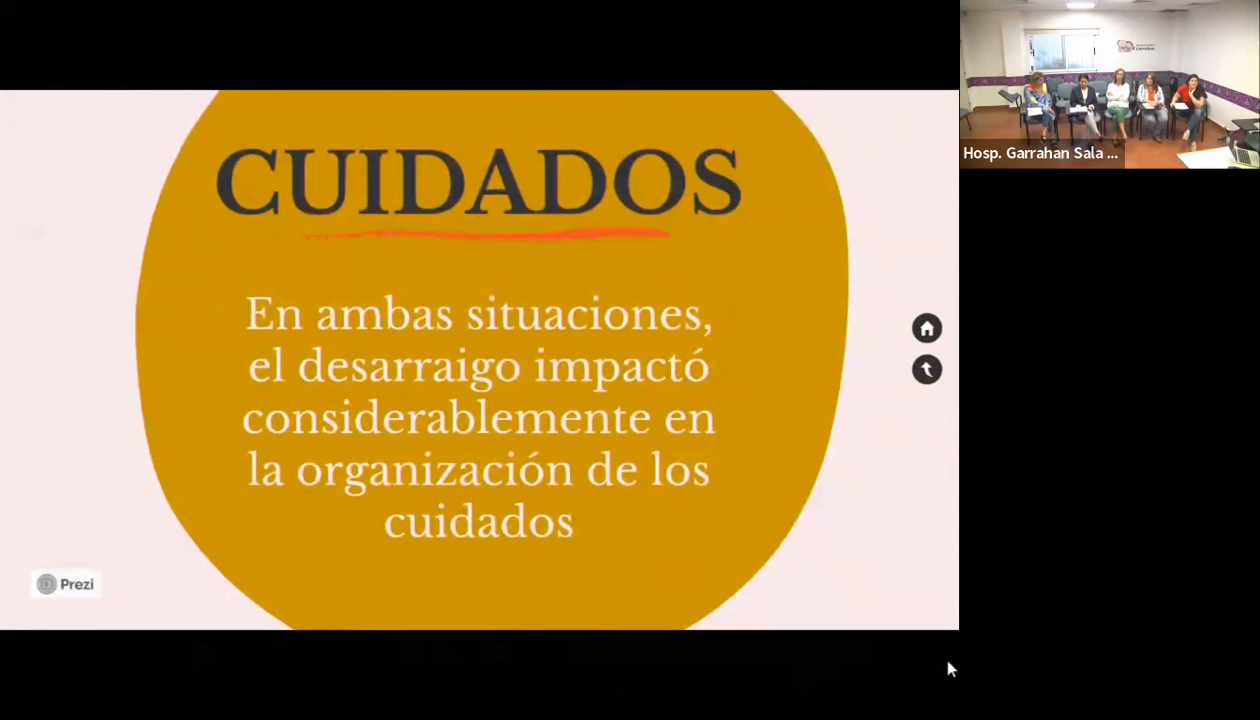 CUIDADOS
En ambas situaciones,
el desarraigo impactó
considerablemente en
la organización de los
cuidados
Prezi
Hosp. Garrahan Sala ...